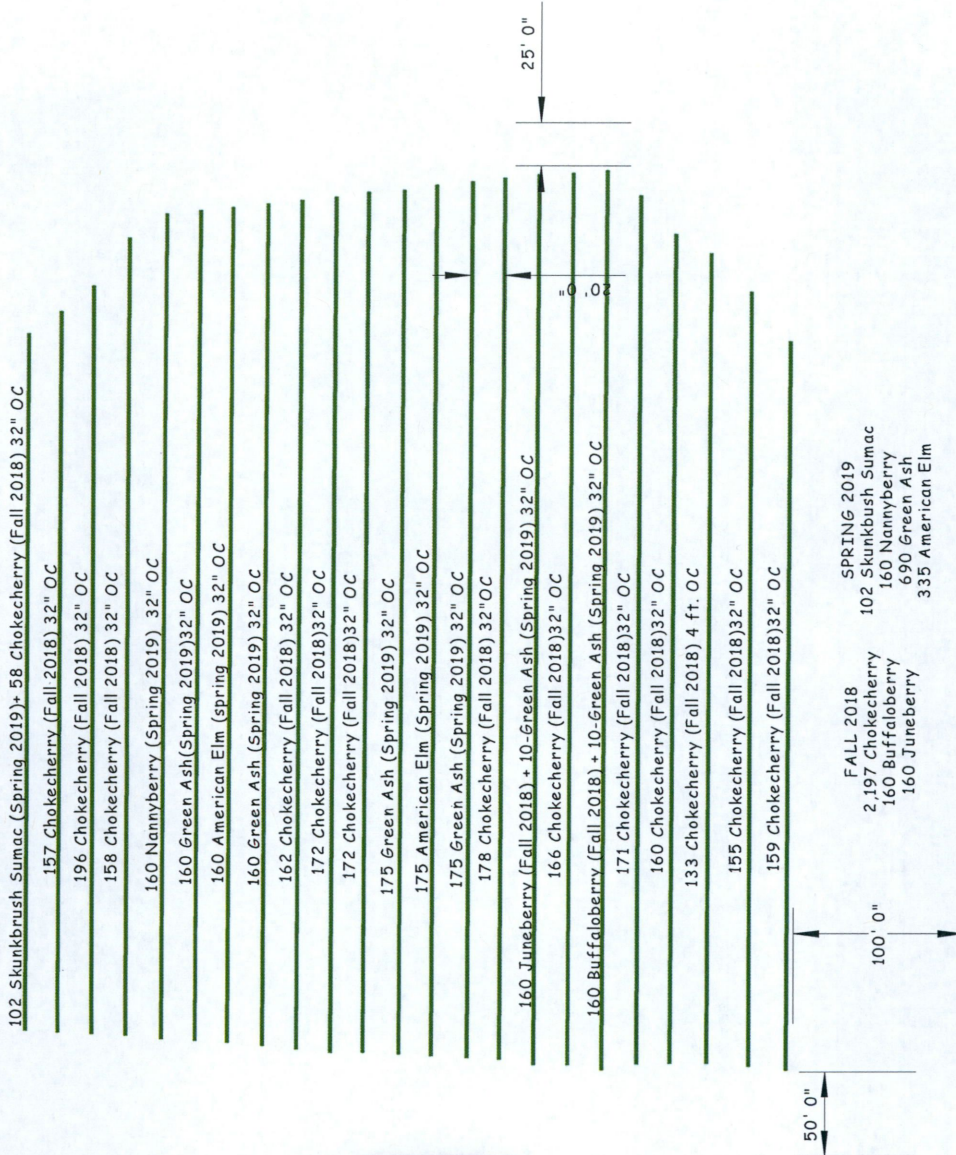 102 Skunkbrush Sumac (Spring 2019)+ 58 Chokecherry (Fall 2018) 32" OC
157 Chokecherry (Fall 2018) 32" OC
196 Chokecherry (Fall 2018) 32" OC
158 Chokecherry (Fall 2018) 32" OC
160 Nannyberry (Spring 2019) 32" OC
160 Green Ash(Spring 2019)32" OC
160 American Elm (spring 2019) 32" OC
160 Green Ash (Spring 2019) 32" OC
162 Chokecherry (Fall 2018) 32" OC
172 Chokecherry (Fall 2018)32" OC
172 Chokecherry (Fall 2018)32" OC
175 Green Ash (Spring 2019) 32" OC
175 American Elm (Spring 2019) 32" OC
175 Green Ash (Spring 2019) 32" OC
178 Chokecherry (Fall 2018) 32"OC
160 Juneberry (Fall 2018) + 10-Green Ash (Spring 2019) 32" OC
166 Chokecherry (Fall 2018)32" OC
160 Buffaloberry (Fall 2018) + 10-Green Ash (Spring 2019) 32" OC
171 Chokecherry (Fall 2018)32" OC
160 Chokecherry (Fall 2018)32" OC
133 Chokecherry (Fall 2018) 4 ft. OC
155 Chokecherry (Fall 2018)32" OC
159 Chokecherry (Fall 2018)32" OC
25' 0"
20' 0"
50' 0"
100' 0"
FALL 2018
2,197 Chokecherry
160 Buffaloberry
160 Juneberry
SPRING 2019
102 Skunkbush Sumac
160 Nannyberry
690 Green Ash
335 American Elm